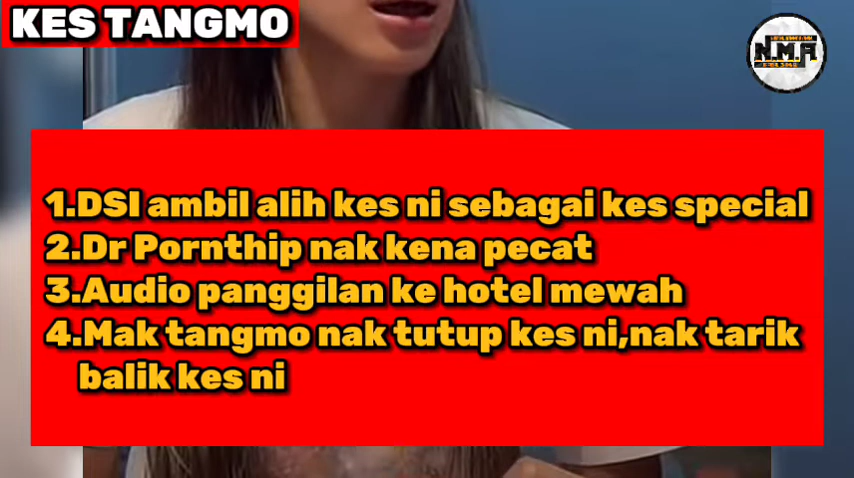 KES TANGMO
N.M.A
1.DSI ambil alih kes ni sebagai kes special
2.Dr Pornthip nak kena pecat
3.Audio panggilan ke hotel mewah
4.Mak tangmo nak tutup kes ni,nak tarik
balik kes ni